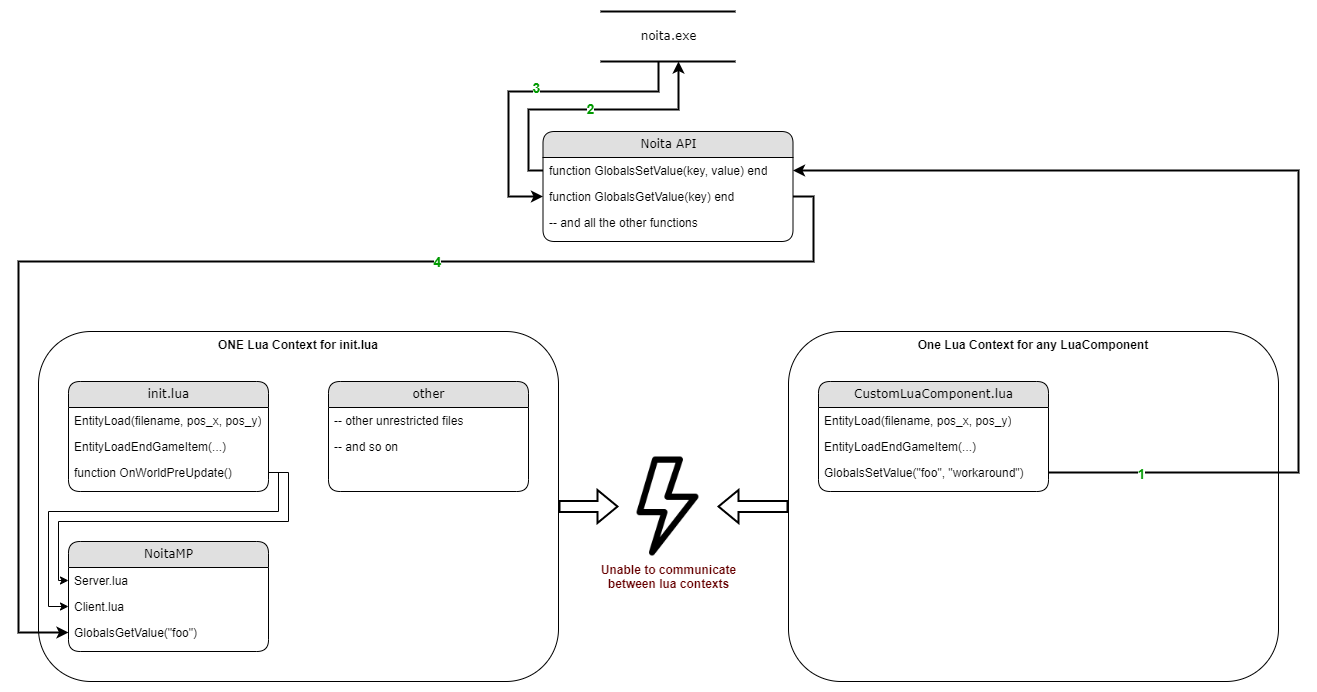 noita.exe
3
2
Noita API
function GlobalsSetValue(key, value) end
function GlobalsGetValue(key) end
-- and all the other functions
4
ONE Lua Context for init.lua
init.lua
EntityLoad(filename, pos_x, pos_y)
EntityLoadEndGameItem(...)
function OnWorldPreUpdate()
other
-- other unrestricted files
-- and so on
NoitaMP
Server.lua
Client.lua
GlobalsGetValue("foo")
Unable to communicate
between lua contexts
One Lua Context for any LuaComponent
CustomLuaComponent.lua
EntityLoad(filename, pos_x, pos_y)
EntityLoadEndGameItem(...)
GlobalsSetValue("foo", "workaround")
1